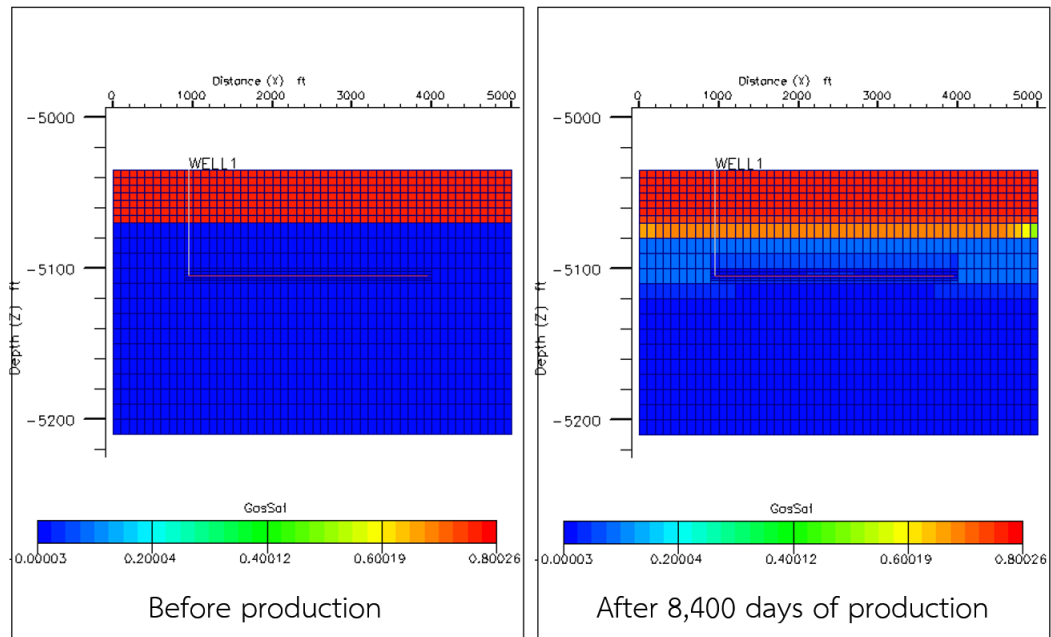 Distance (X) ft
0 1000 2000 3000 4000 5000
-5000
WELL1
-5100
Depth (Z) ft
-5200
GasSat
-0.00003 0.20004 0.40012 0.60019 0.80026
Before production
Distance (X) ft
0 1000 2000 3000 4000 5000
-5000
WELL1
-5100
Depth (Z) ft
-5200
GasSat
-0.00003 0.20004 0.40012 0.60019 0.80026
After 8,400 days of production